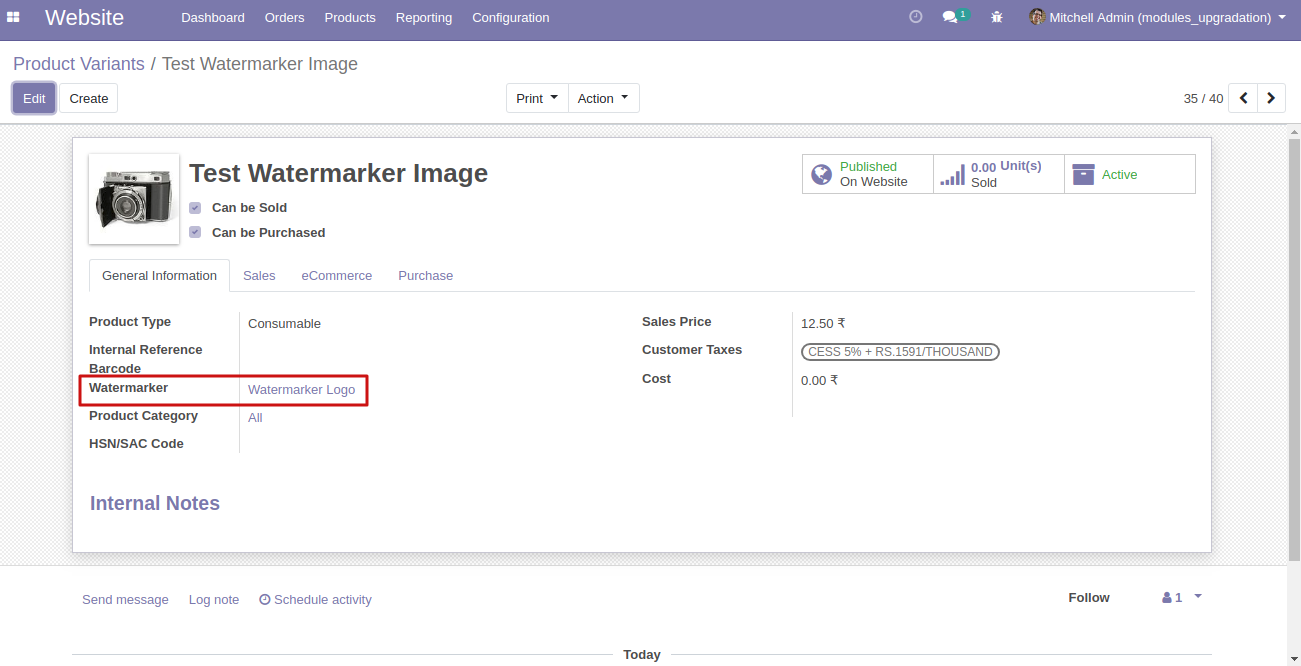 Website Dashboard Orders Products Reporting Configuration 1 Mitchell Admin (modules_upgradation)
Product Variants / Test Watermarker Image
Edit Create Print Action 35 / 40
Test Watermarker Image
Published
On Website
0.00 Unit(s)
Sold
Active
Can be Sold
Can be Purchased
General Information Sales eCommerce Purchase
Product Type Consumable
Internal Reference
Barcode
Watermarker Watermarker Logo
Product Category All
HSN/SAC Code
Sales Price 12.50 ₹
Customer Taxes CESS 5% + RS.1591/THOUSAND
Cost 0.00 ₹
Internal Notes
Send message Log note Schedule activity Follow 1
Today